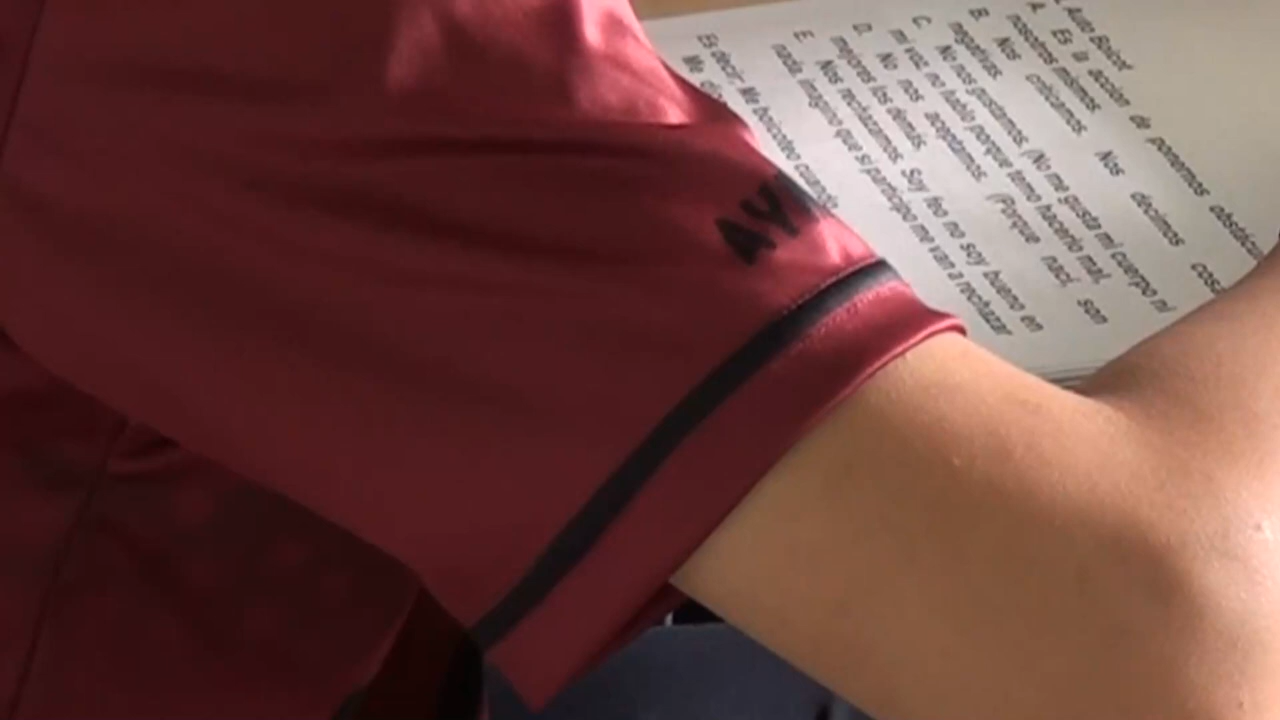 Auto Boicot
A. Es la acción de ponernos obstáculos
nosotros mismos.
B. Nos criticamos. Nos decimos cosas
negativas.
C. No nos gustamos. (No me gusta mi cuerpo ni
mi voz, no hablo porque temo hacerlo mal,
D. No nos aceptamos. (Porque nací, son
mejores los demás. Soy feo no soy bueno en
E. Nos rechazamos.
nada, imagino que si participo me van a rechazar
Es decir: Me boicoteo cuando
Me
AY